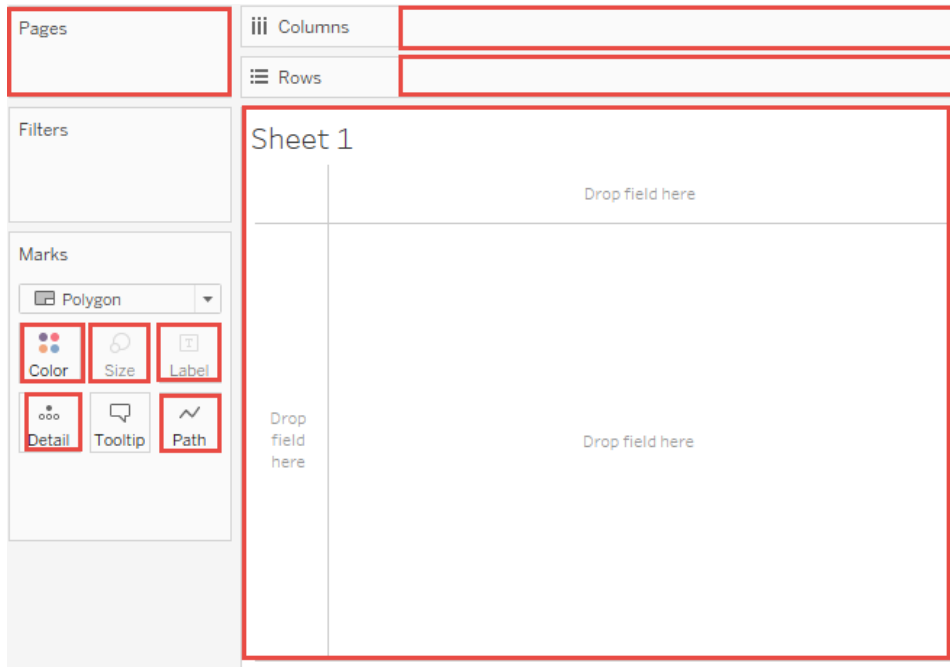 Pages
Columns
Rows
Filters
Sheet 1
Drop field here
Marks
Polygon
Color Size Label
T
Detail Tooltip Path
Drop
field
here
Drop field here